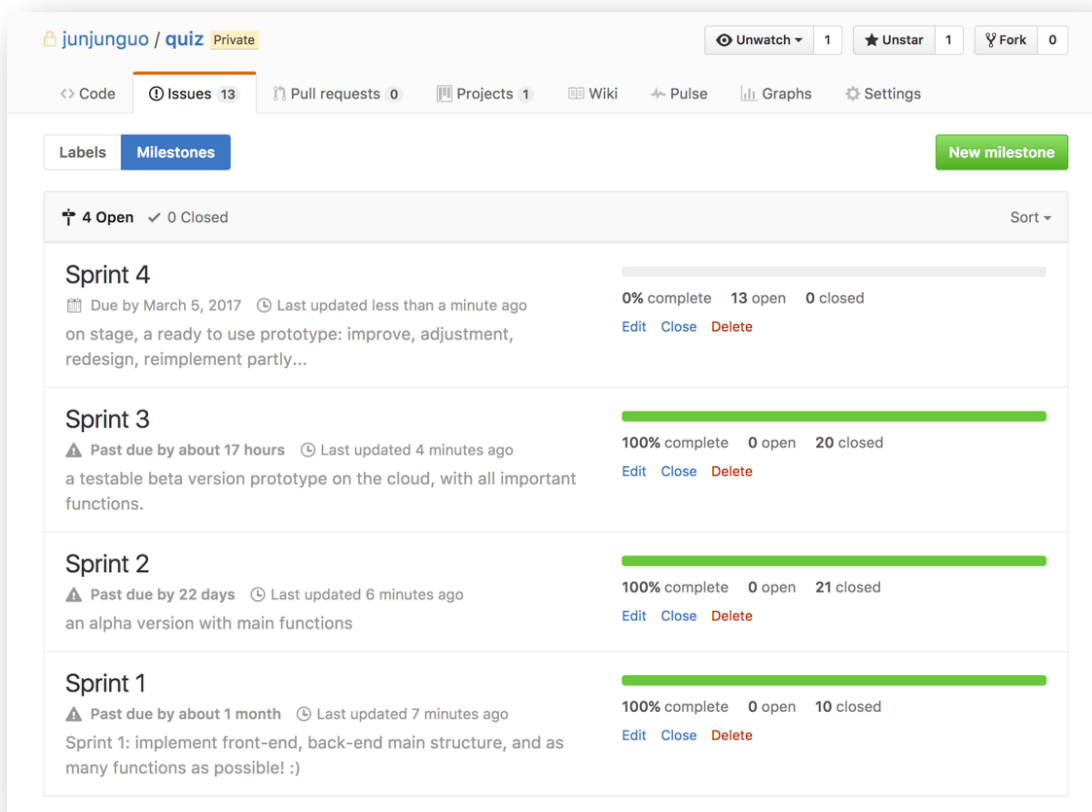 junjunguo / quiz Private Unwatch 1 Unstar 1 Fork 0
Code Issues 13 Pull requests 0 Projects 1 Wiki Pulse Graphs Settings
Labels Milestones New milestone
4 Open 0 Closed Sort
Sprint 4
Due by March 5, 2017 Last updated less than a minute ago
on stage, a ready to use prototype: improve, adjustment,
redesign, reimplement partly...
0% complete 13 open 0 closed
Edit Close Delete
Sprint 3
Past due by about 17 hours Last updated 4 minutes ago
a testable beta version prototype on the cloud, with all important
functions.
100% complete 0 open 20 closed
Edit Close Delete
Sprint 2
Past due by 22 days Last updated 6 minutes ago
an alpha version with main functions
100% complete 0 open 21 closed
Edit Close Delete
Sprint 1
Past due by about 1 month Last updated 7 minutes ago
Sprint 1: implement front-end, back-end main structure, and as
many functions as possible! :)
100% complete 0 open 10 closed
Edit Close Delete